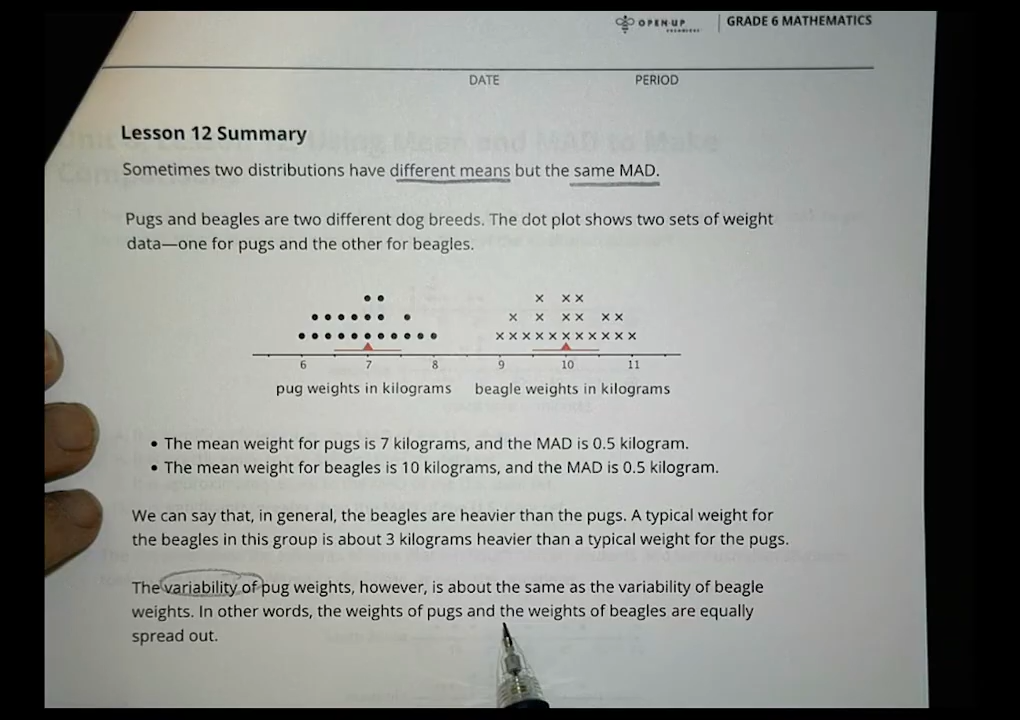 OPEN-UP | GRADE 6 MATHEMATICS
DATE PERIOD
Lesson 12 Summary
Sometimes two distributions have different means but the same MAD.
Pugs and beagles are two different dog breeds. The dot plot shows two sets of weight
data—one for pugs and the other for beagles.
6 7 8 9 10 11
pug weights in kilograms beagle weights in kilograms
• The mean weight for pugs is 7 kilograms, and the MAD is 0.5 kilogram.
• The mean weight for beagles is 10 kilograms, and the MAD is 0.5 kilogram.
We can say that, in general, the beagles are heavier than the pugs. A typical weight for
the beagles in this group is about 3 kilograms heavier than a typical weight for the pugs.
The variability of pug weights, however, is about the same as the variability of beagle
weights. In other words, the weights of pugs and the weights of beagles are equally
spread out.